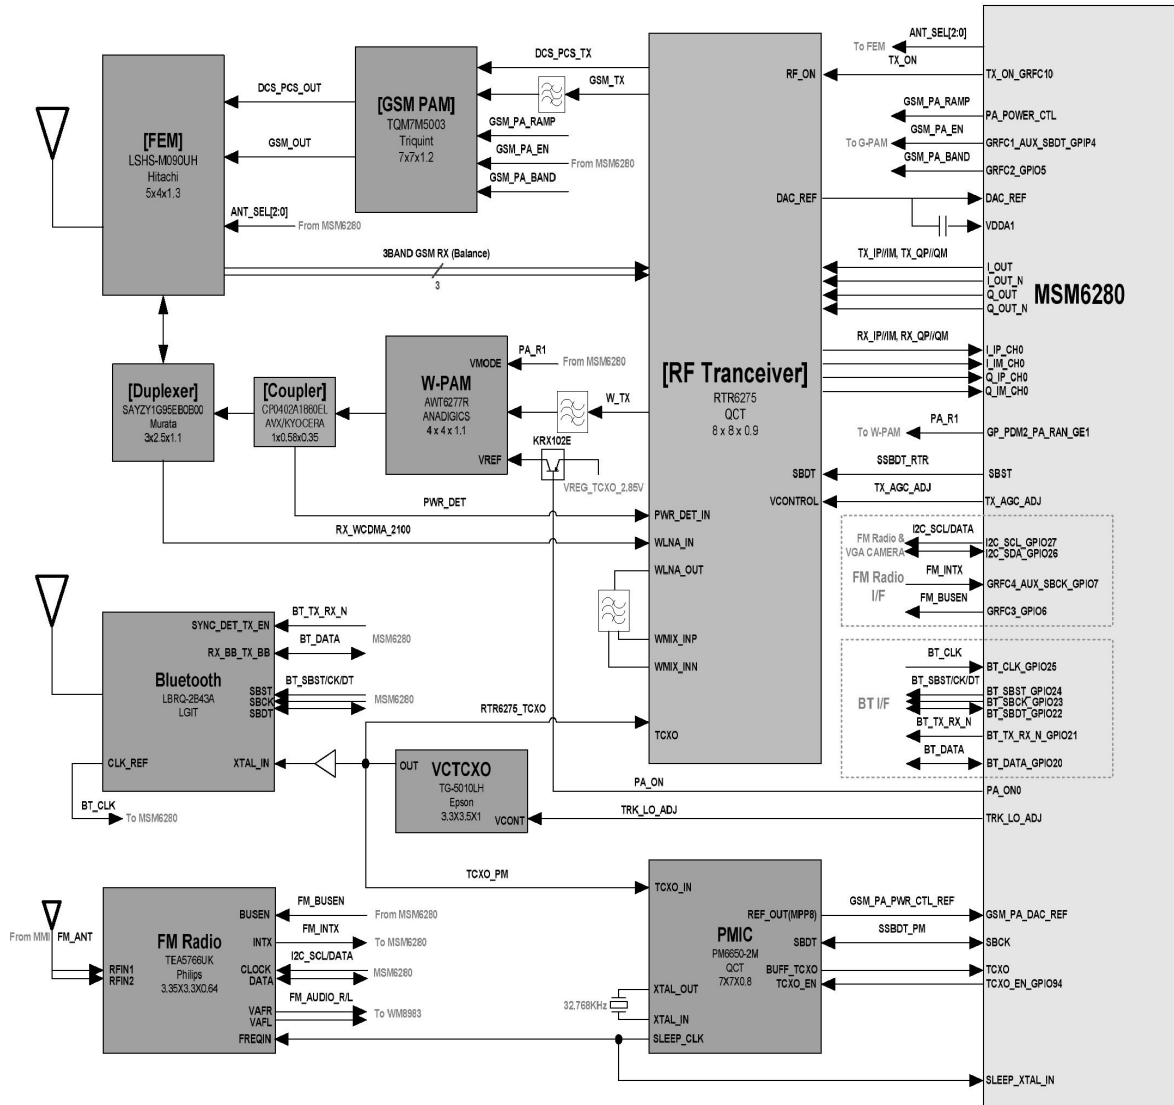 [FEM]
LSHS-M090UH
Hitachi
5x4x1.3
DCS_PCS_OUT
GSM_OUT
ANT_SEL[2:0]
From MSM6280
[GSM PAM]
TQM7M5003
Triquint
7x7x1.2
DCS_PCS_TX
GSM_TX
GSM_PA_RAMP
GSM_PA_EN
From MSM6280
GSM_PA_BAND
3BAND GSM RX (Balance)
3
[Duplexer]
SAYZY1G95EB0B00
Murata
3x2.5x1.1
[Coupler]
CP0402A1860EL
AVX/KYOCERA
1x0.58x0.35
W-PAM
AWT6277R
ANADIGICS
4 x 4 x 1.1
VMODE
VREF
PA_R1
From MSM6280
W_TX
KRX102E
VREG_TCXO_2.85V
PWR_DET
RX_WCDMA_2100
[RF Tranceiver]
RTR6275
QCT
8 x 8 x 0.9
RF_ON
DAC_REF
SBDT
VCONTROL
PWR_DET_IN
WLNA_IN
WLNA_OUT
WMIX_INP
WMIX_INN
TCXO
MSM6280
To FEM
ANT_SEL[2:0]
TX_ON
TX_ON_GRFC10
GSM_PA_RAMP
PA_POWER_CTL
To G-PAM
GSM_PA_EN
GRFC1_AUX_SBDT_GPIP4
GSM_PA_BAND
GRFC2_GPIO5
DAC_REF
VDDA1
TX_IP//IM, TX_QP//QM
I_OUT
I_OUT_N
Q_OUT
Q_OUT_N
RX_IP//IM, RX_QP//QM
I_IP_CH0
I_IM_CH0
Q_IP_CH0
Q_IM_CH0
To W-PAM
PA_R1
GP_PDM2_PA_RAN_GE1
SSBDT_RTR
SBST
TX_AGC_ADJ
TX_AGC_ADJ
FM Radio &
VGA CAMERA
I2C_SCL/DATA
I2C_SCL_GPIO27
I2C_SDA_GPIO26
FM Radio
I/F
FM_INTX
GRFC4_AUX_SBCK_GPIO7
FM_BUSEN
GRFC3_GPIO6
BT_CLK
BT_CLK_GPIO25
BT I/F
BT_SBST/CK/DT
BT_SBST_GPIO24
BT_SBCK_GPIO23
BT_SBDT_GPIO22
BT_TX_RX_N
BT_TX_RX_N_GPIO21
BT_DATA
BT_DATA_GPIO20
PA_ON
PA_ON0
TRK_LO_ADJ
TRK_LO_ADJ
Bluetooth
LBRQ-2B43A
LGIT
SYNC_DET_TX_EN
RX_BB_TX_BB
SBST
SBCK
SBDT
CLK_REF
XTAL_IN
BT_TX_RX_N
BT_DATA
MSM6280
BT_SBST/CK/DT
MSM6280
RTR6275_TCXO
BT_CLK
To MSM6280
OUT
VCTCXO
TG-5010LH
Epson
3.3X3.5X1
VCONT
TCXO_PM
From MMI
FM_ANT
FM Radio
TEA5766UK
Philips
3.35X3.3X0.64
RFIN1
RFIN2
BUSEN
INTX
CLOCK
DATA
VAFR
VAFL
FREQIN
FM_BUSEN
From MSM6280
FM_INTX
To MSM6280
I2C_SCL/DATA
MSM6280
FM_AUDIO_R/L
To WM8983
PMIC
PM6650-2M
QCT
7X7X0.8
TCXO_IN
REF_OUT(MPP8)
SBDT
BUFF_TCXO
TCXO_EN
XTAL_OUT
32.768KHz
XTAL_IN
SLEEP_CLK
GSM_PA_PWR_CTL_REF
GSM_PA_DAC_REF
SSBDT_PM
SBCK
TCXO
TCXO_EN_GPIO94
SLEEP_XTAL_IN